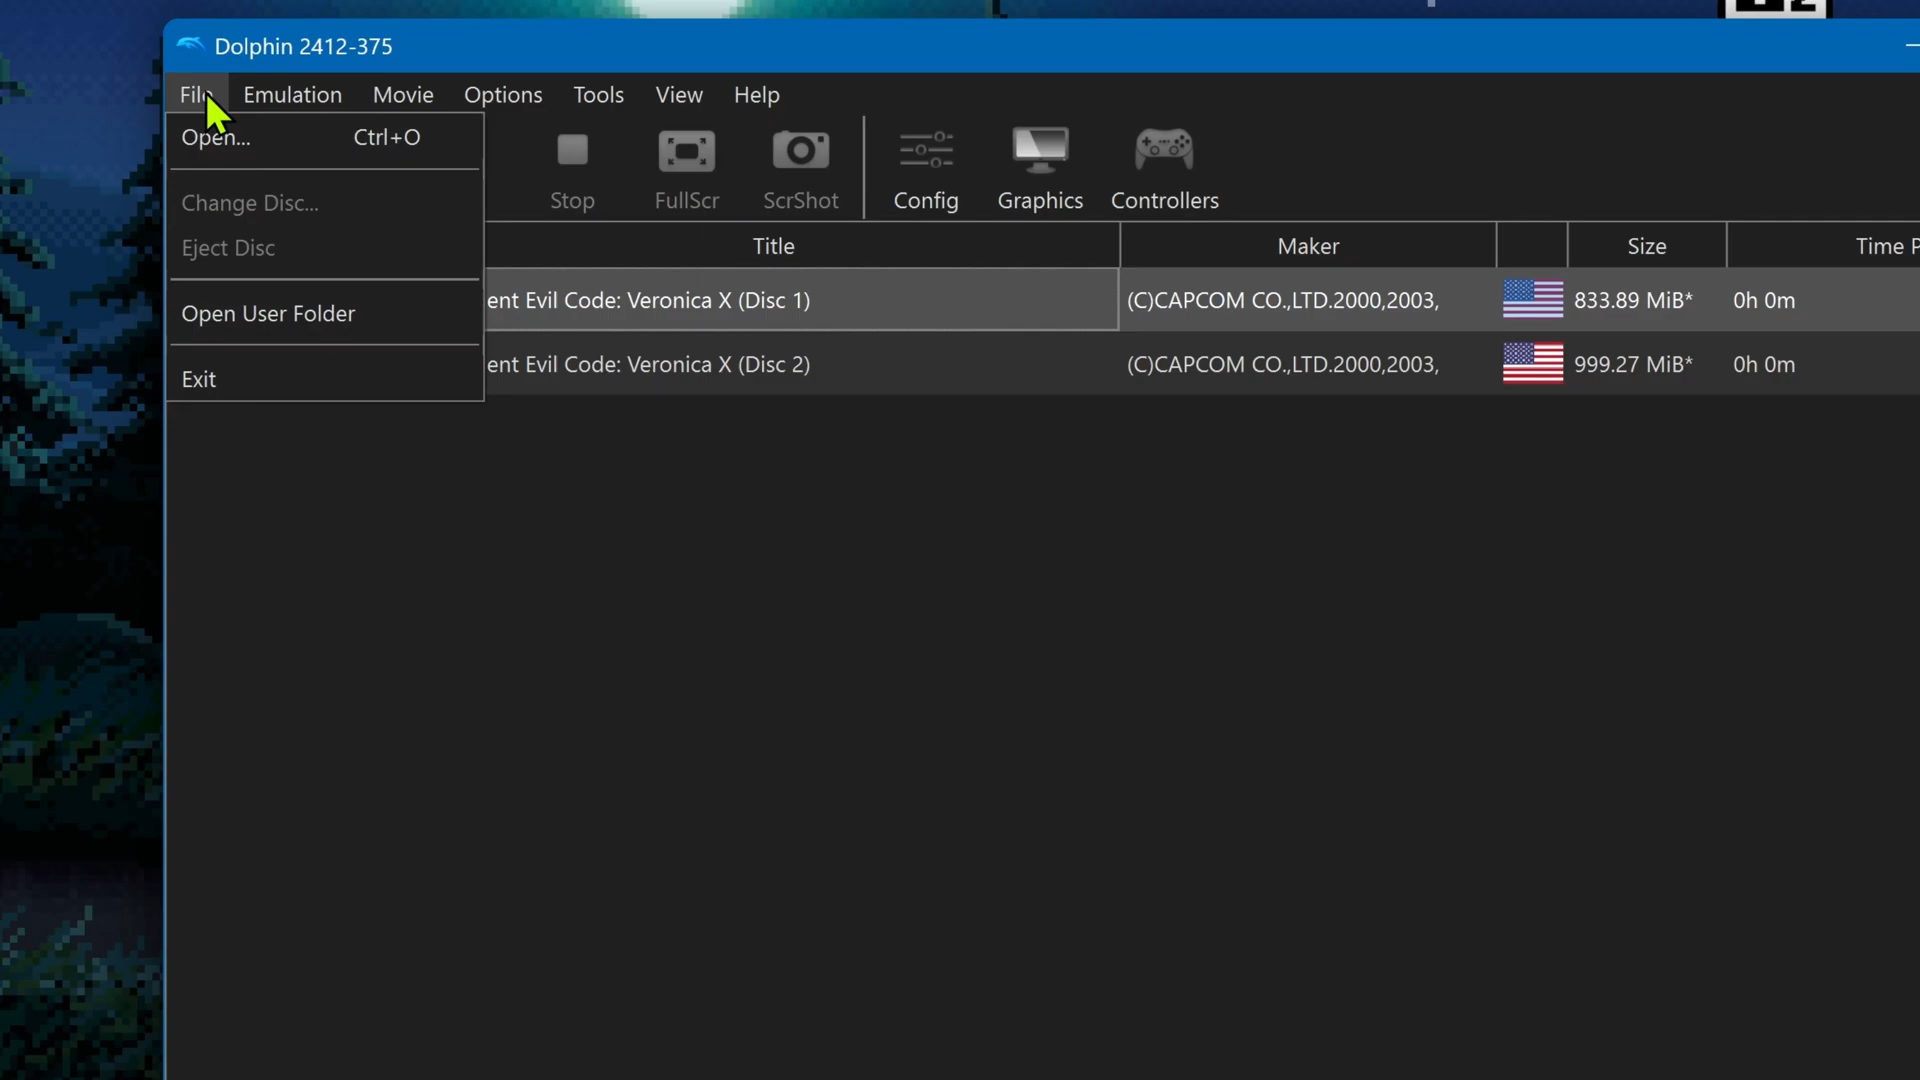 Dolphin 2412-375
File Emulation Movie Options Tools View Help
Open... Ctrl+O
Change Disc...
Eject Disc
Open User Folder
Exit
Stop FullScr ScrShot Config Graphics Controllers
Title Maker Size Time P
ent Evil Code: Veronica X (Disc 1) (C)CAPCOM CO.,LTD.2000,2003, 833.89 MiB* 0h 0m
ent Evil Code: Veronica X (Disc 2) (C)CAPCOM CO.,LTD.2000,2003, 999.27 MiB* 0h 0m